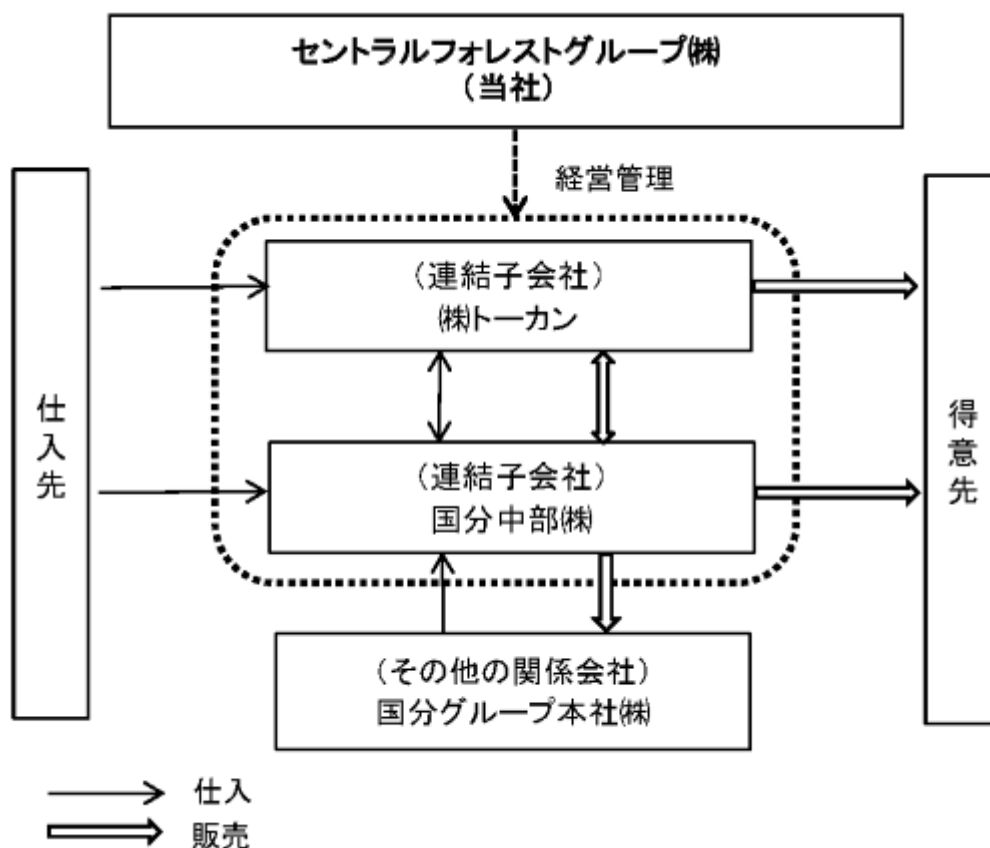 セントラルフォレストグループ㈱
（当社）
経営管理
仕入先
（連結子会社）
㈱トーカン
（連結子会社）
国分中部㈱
得意先
（その他の関係会社）
国分グループ本社㈱
仕入
販売